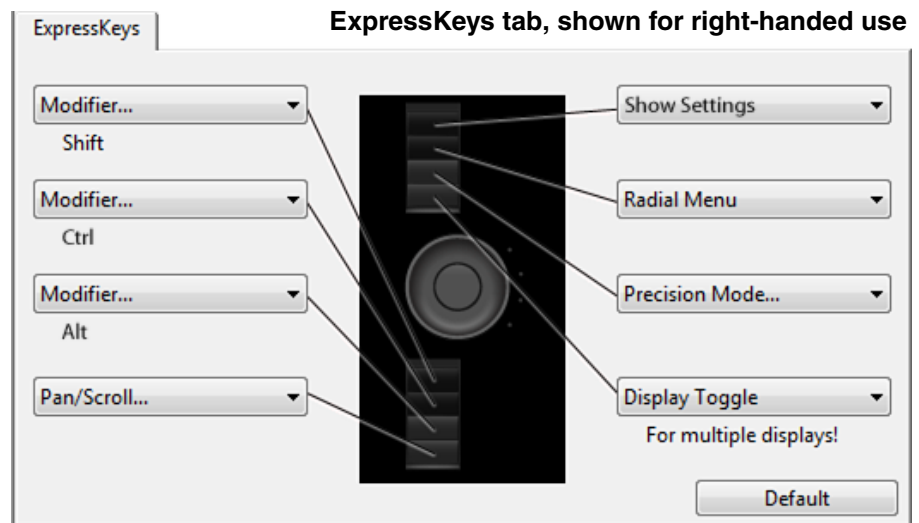 ExpressKeys tab, shown for right-handed use
ExpressKeys
Modifier...
Shift
Modifier...
Ctrl
Modifier...
Alt
Pan/Scroll...
Show Settings
Radial Menu
Precision Mode...
Display Toggle
For multiple displays!
Default